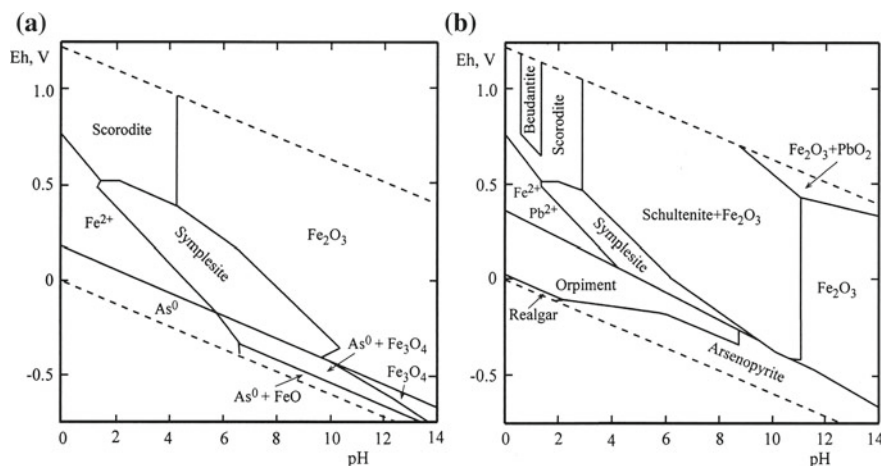 (a)
Eh, V
1.0
0.5
0
-0.5
Scorodite
Fe²⁺
Symplesite
Fe₂O₃
As⁰
As⁰ + Fe₃O₄
Fe₃O₄
As⁰ + FeO
0 2 4 6 8 10 12 14
pH
(b)
Eh, V
1.0
0.5
0
-0.5
Beudantite
Scorodite
Fe₂O₃+PbO₂
Fe²⁺
Pb²⁺
Schultenite+Fe₂O₃
Symplesite
Orpiment
Fe₂O₃
Realgar
Arsenopyrite
0 2 4 6 8 10 12 14
pH